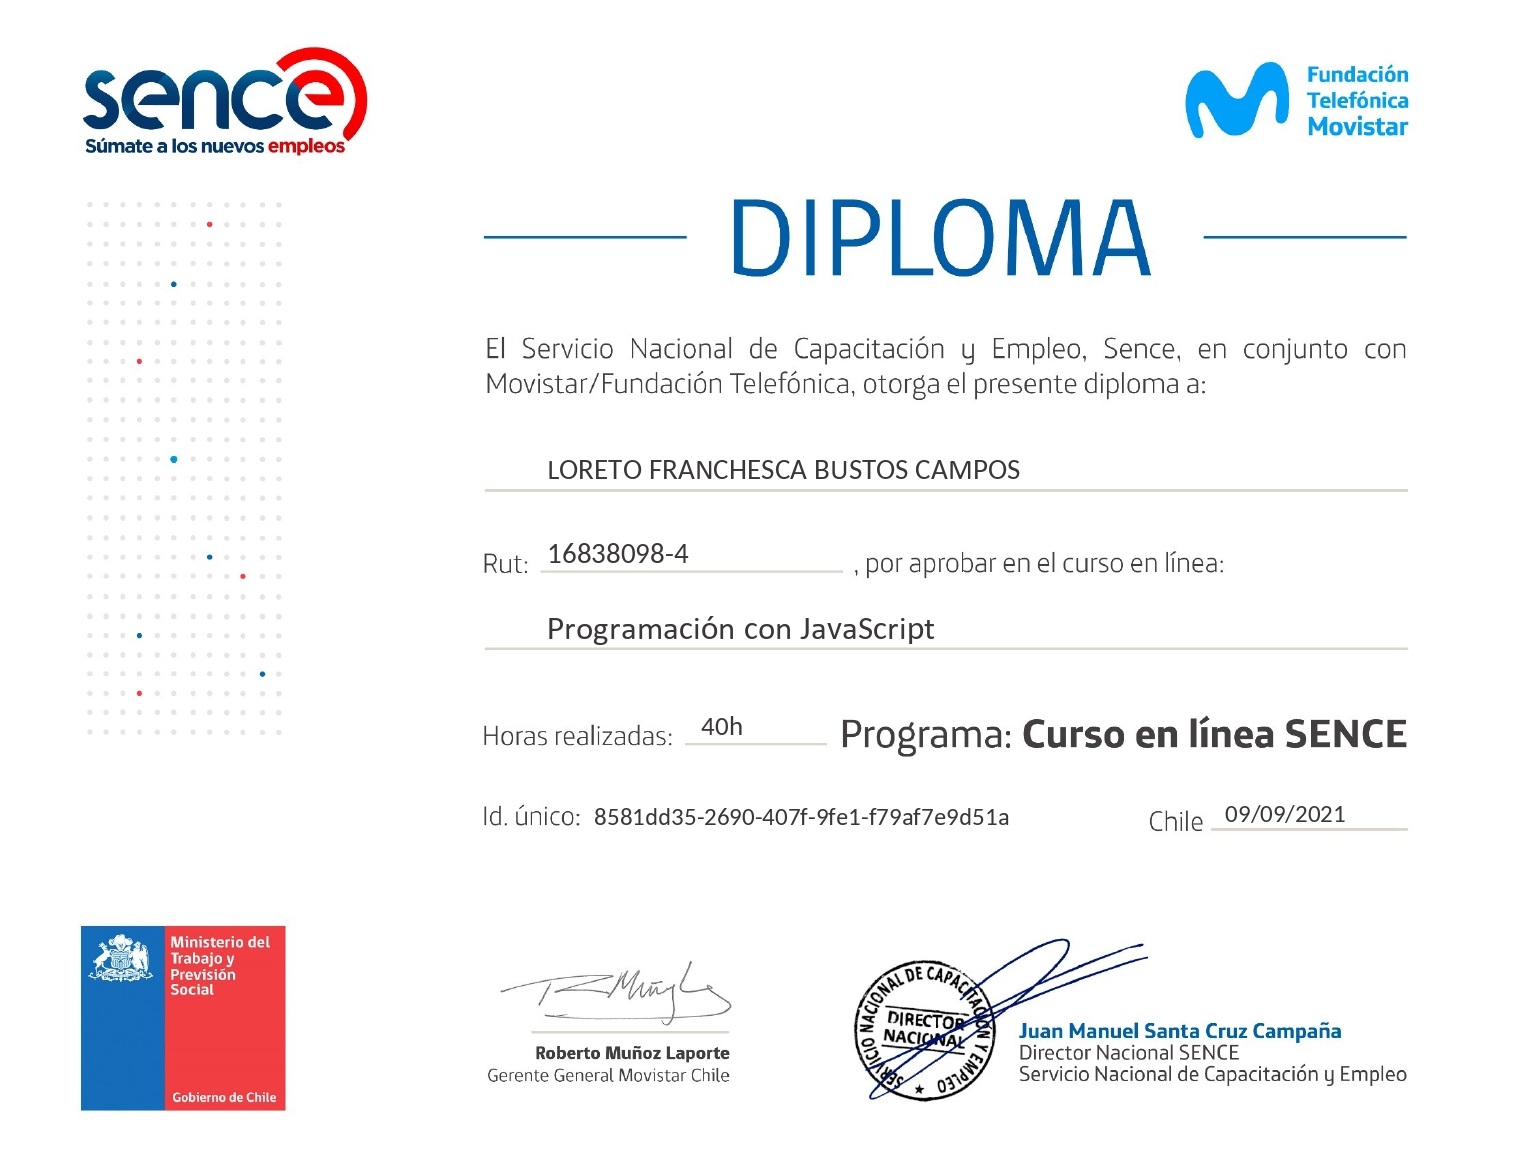 sence
Súmate a los nuevos empleos
Fundación
Telefónica
Movistar
DIPLOMA
El Servicio Nacional de Capacitación y Empleo, Sence, en conjunto con
Movistar/Fundación Telefónica, otorga el presente diploma a:
LORETO FRANCHESCA BUSTOS CAMPOS
Rut: 16838098-4 , por aprobar en el curso en línea:
Programación con JavaScript
Horas realizadas: 40h Programa: Curso en línea SENCE
Id. único: 8581dd35-2690-407f-9fe1-f79af7e9d51a Chile 09/09/2021
Ministerio del
Trabajo y
Previsión
Social
Gobierno de Chile
RMuñoz L
Roberto Muñoz Laporte
Gerente General Movistar Chile
SERVICIO NACIONAL DE CAPACITACIÓN Y EMPLEO
DIRECTOR
NACIONAL
Juan Manuel Santa Cruz Campaña
Director Nacional SENCE
Servicio Nacional de Capacitación y Empleo